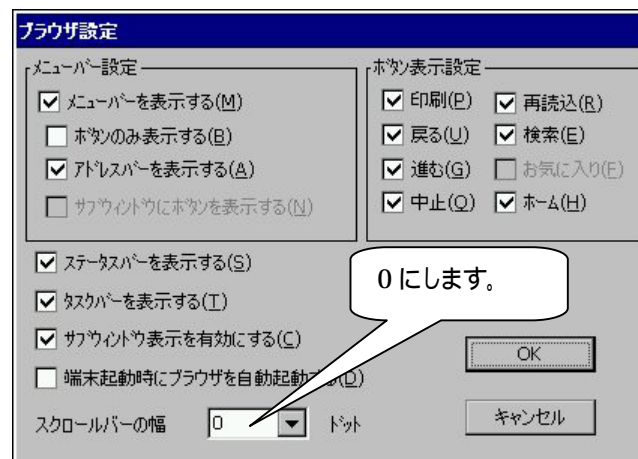 ブラウザ設定
メニューバー設定
メニューバーを表示する(M)
ボタンのみ表示する(B)
アドレスバーを表示する(A)
サブウィンドウにボタンを表示する(N)
ボタン表示設定
印刷(P) 再読込(R)
戻る(U) 検索(E)
進む(G) お気に入り(F)
中止(Q) ホーム(H)
ステータスバーを表示する(S)
タスクバーを表示する(T)
サブウィンドウ表示を有効にする(C)
端末起動時にブラウザを自動起動する(D)
スクロールバーの幅 0 ドット
0にします。
OK
キャンセル